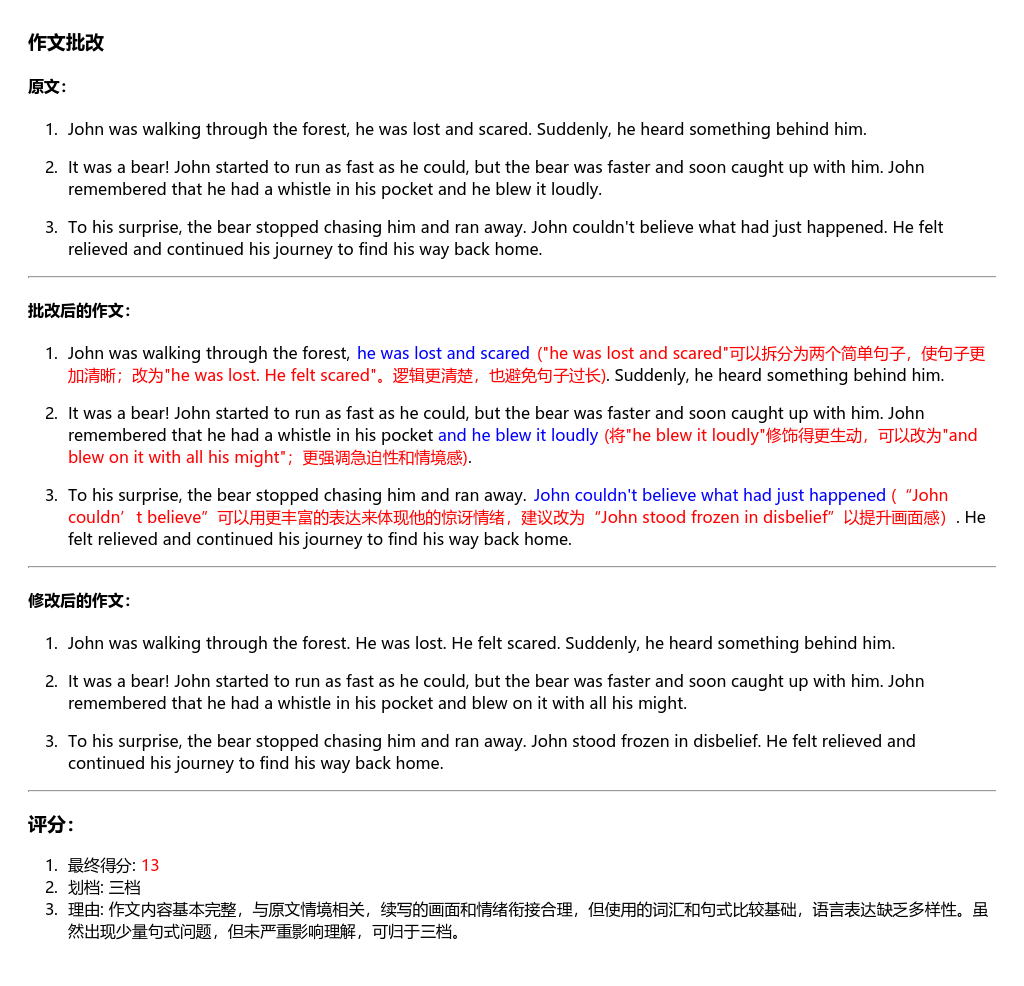 作文批改
原文：
1. John was walking through the forest, he was lost and scared. Suddenly, he heard something behind him.
2. It was a bear! John started to run as fast as he could, but the bear was faster and soon caught up with him. John
remembered that he had a whistle in his pocket and he blew it loudly.
3. To his surprise, the bear stopped chasing him and ran away. John couldn't believe what had just happened. He felt
relieved and continued his journey to find his way back home.
批改后的作文：
1. John was walking through the forest, he was lost and scared ("he was lost and scared"可以拆分为两个简单句子，使句子更
加清晰；改为"he was lost. He felt scared"。逻辑更清楚，也避免句子过长). Suddenly, he heard something behind him.
2. It was a bear! John started to run as fast as he could, but the bear was faster and soon caught up with him. John
remembered that he had a whistle in his pocket and he blew it loudly (将"he blew it loudly"修饰得更生动，可以改为"and
blew on it with all his might"；更强调急迫性和情境感).
3. To his surprise, the bear stopped chasing him and ran away. John couldn't believe what had just happened (“John
couldn’t believe”可以用更丰富的表达来体现他的惊讶情绪，建议改为“John stood frozen in disbelief”以提升画面感）. He
felt relieved and continued his journey to find his way back home.
修改后的作文：
1. John was walking through the forest. He was lost. He felt scared. Suddenly, he heard something behind him.
2. It was a bear! John started to run as fast as he could, but the bear was faster and soon caught up with him. John
remembered that he had a whistle in his pocket and blew on it with all his might.
3. To his surprise, the bear stopped chasing him and ran away. John stood frozen in disbelief. He felt relieved and
continued his journey to find his way back home.
评分：
1. 最终得分: 13
2. 划档: 三档
3. 理由: 作文内容基本完整，与原文情境相关，续写的画面和情绪衔接合理，但使用的词汇和句式比较基础，语言表达缺乏多样性。虽
然出现少量句式问题，但未严重影响理解，可归于三档。